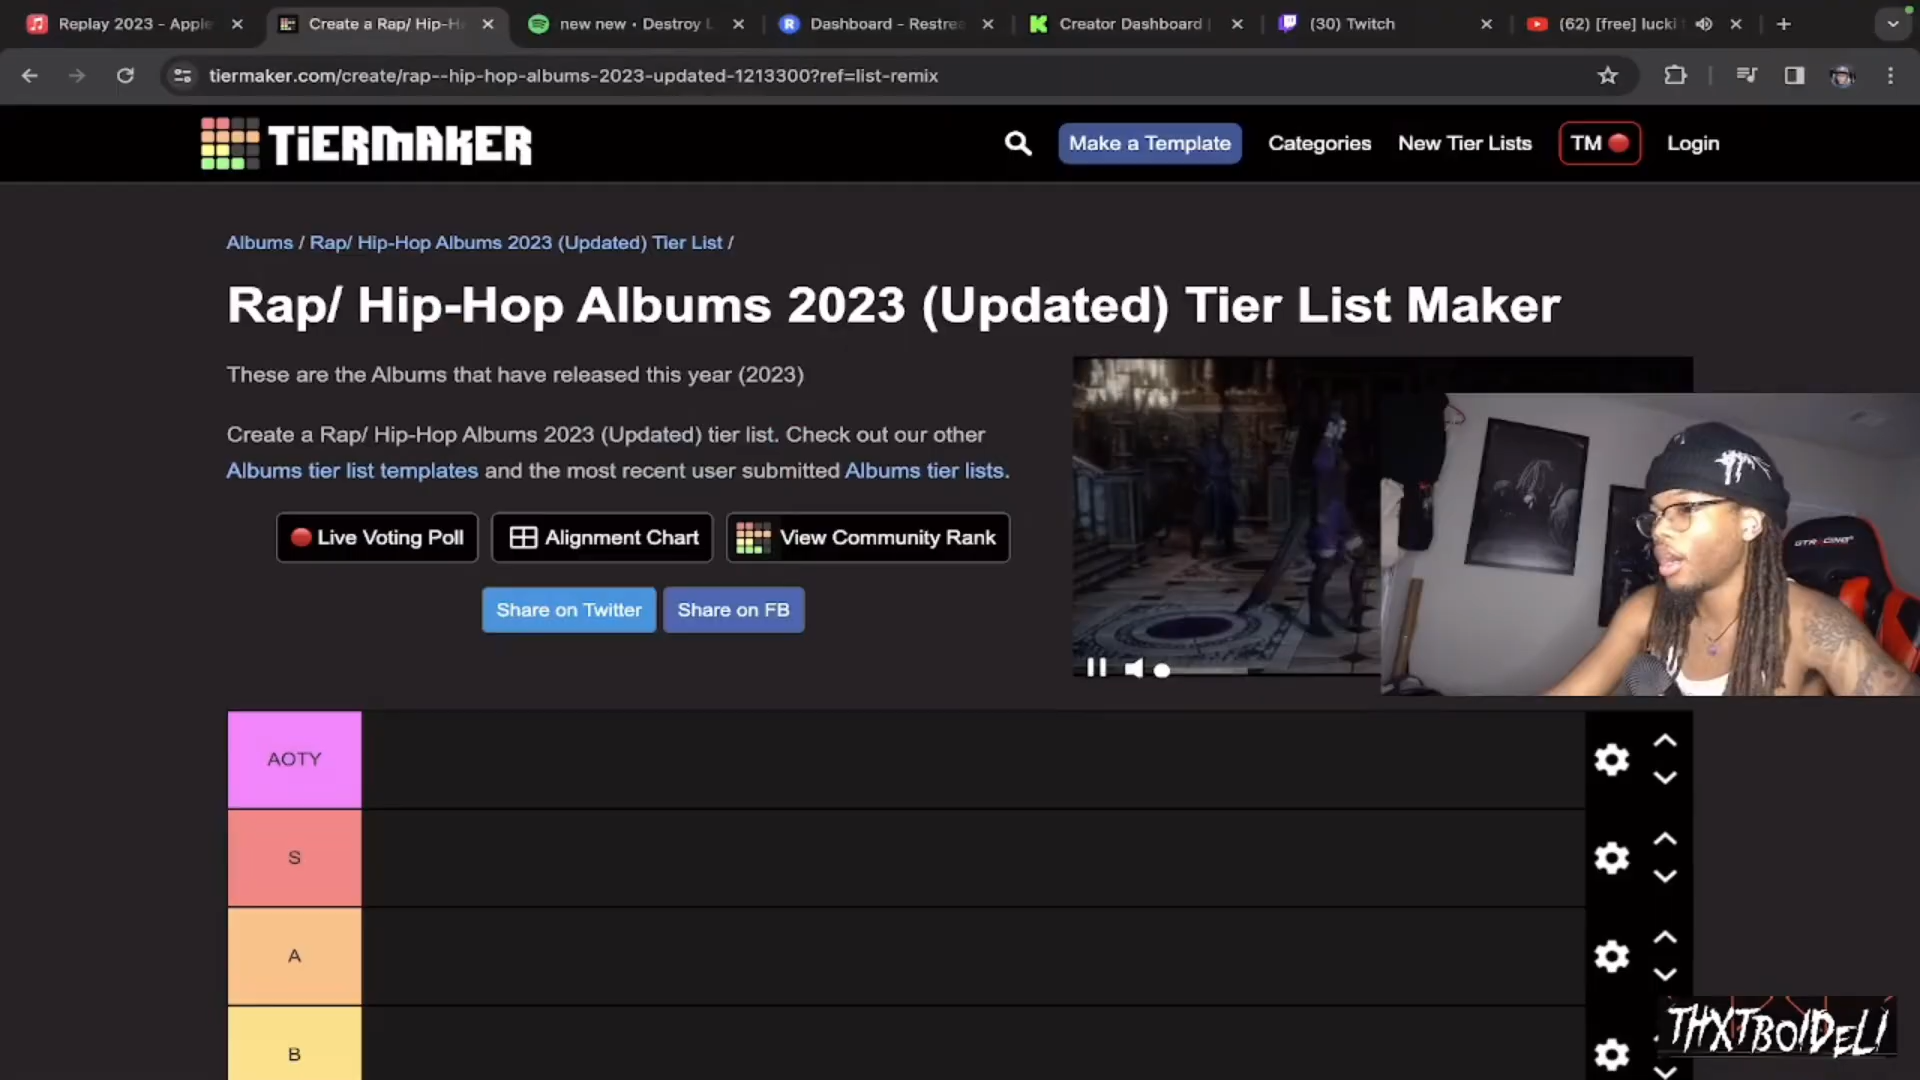 Replay 2023 - Apple
Create a Rap/ Hip-H
new new • Destroy L
Dashboard - Restrea
Creator Dashboard
(30) Twitch
(62) [free] lucki
tiermaker.com/create/rap--hip-hop-albums-2023-updated-1213300?ref=list-remix
TiERMAKER
Make a Template
Categories
New Tier Lists
TM
Login
Albums / Rap/ Hip-Hop Albums 2023 (Updated) Tier List /
Rap/ Hip-Hop Albums 2023 (Updated) Tier List Maker
These are the Albums that have released this year (2023)
Create a Rap/ Hip-Hop Albums 2023 (Updated) tier list. Check out our other
Albums tier list templates and the most recent user submitted Albums tier lists.
Live Voting Poll
Alignment Chart
View Community Rank
Share on Twitter
Share on FB
GTRACING
AOTY
S
A
B
THXTBOIDELI